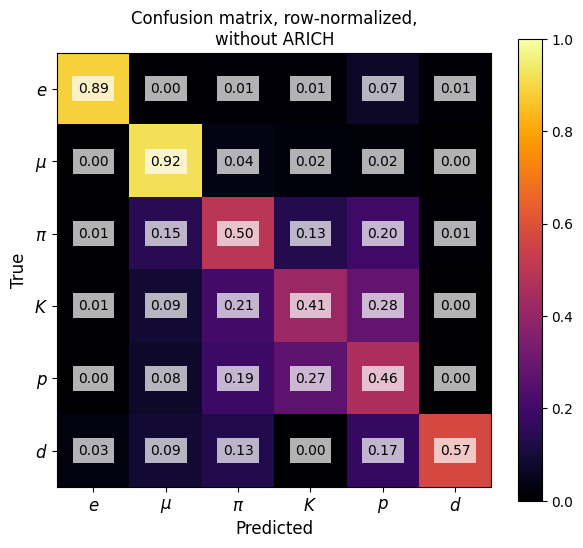 Confusion matrix, row-normalized,
without ARICH
e 0.89 0.00 0.01 0.01 0.07 0.01
μ 0.00 0.92 0.04 0.02 0.02 0.00
π 0.01 0.15 0.50 0.13 0.20 0.01
K 0.01 0.09 0.21 0.41 0.28 0.00
p 0.00 0.08 0.19 0.27 0.46 0.00
d 0.03 0.09 0.13 0.00 0.17 0.57
e μ π K p d
True
Predicted
1.0
0.8
0.6
0.4
0.2
0.0